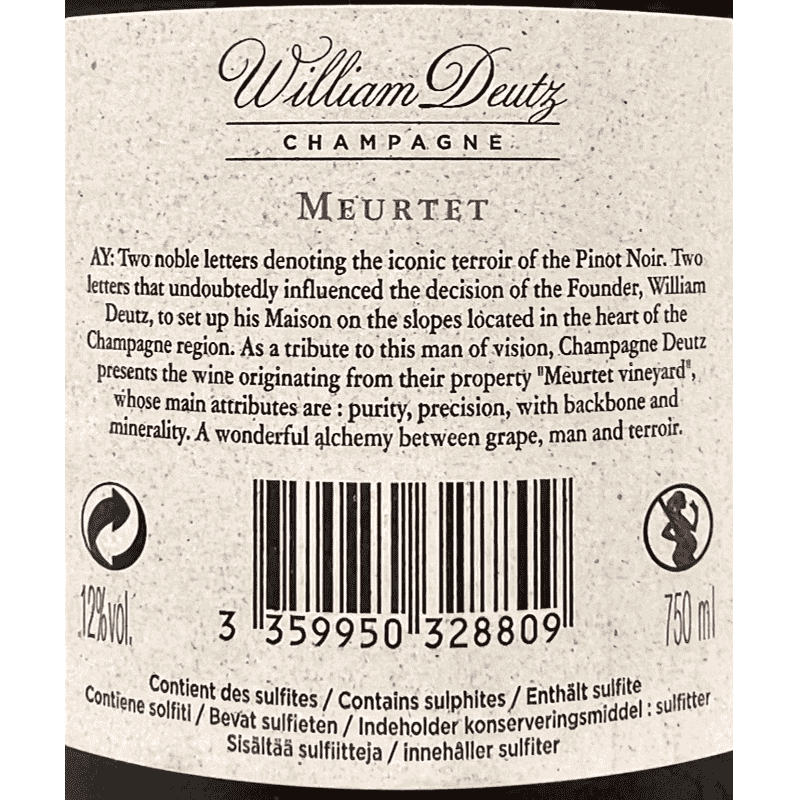 William Deutz
CHAMPAGNE
MEURTET
AY: Two noble letters denoting the iconic terroir of the Pinot Noir. Two
letters that undoubtedly influenced the decision of the Founder, William
Deutz, to set up his Maison on the slopes located in the heart of the
Champagne region. As a tribute to this man of vision, Champagne Deutz
presents the wine originating from their property "Meurtet vineyard",
whose main attributes are : purity, precision, with backbone and
minerality. A wonderful alchemy between grape, man and terroir.
12%vol.
3 359950 328809
750 ml
Contient des sulfites / Contains sulphites / Enthält sulfite
Contiene solfiti / Bevat sulfieten / Indeholder konserveringsmiddel : sulfitter
Sisältää sulfiitteja / innehåller sulfiter